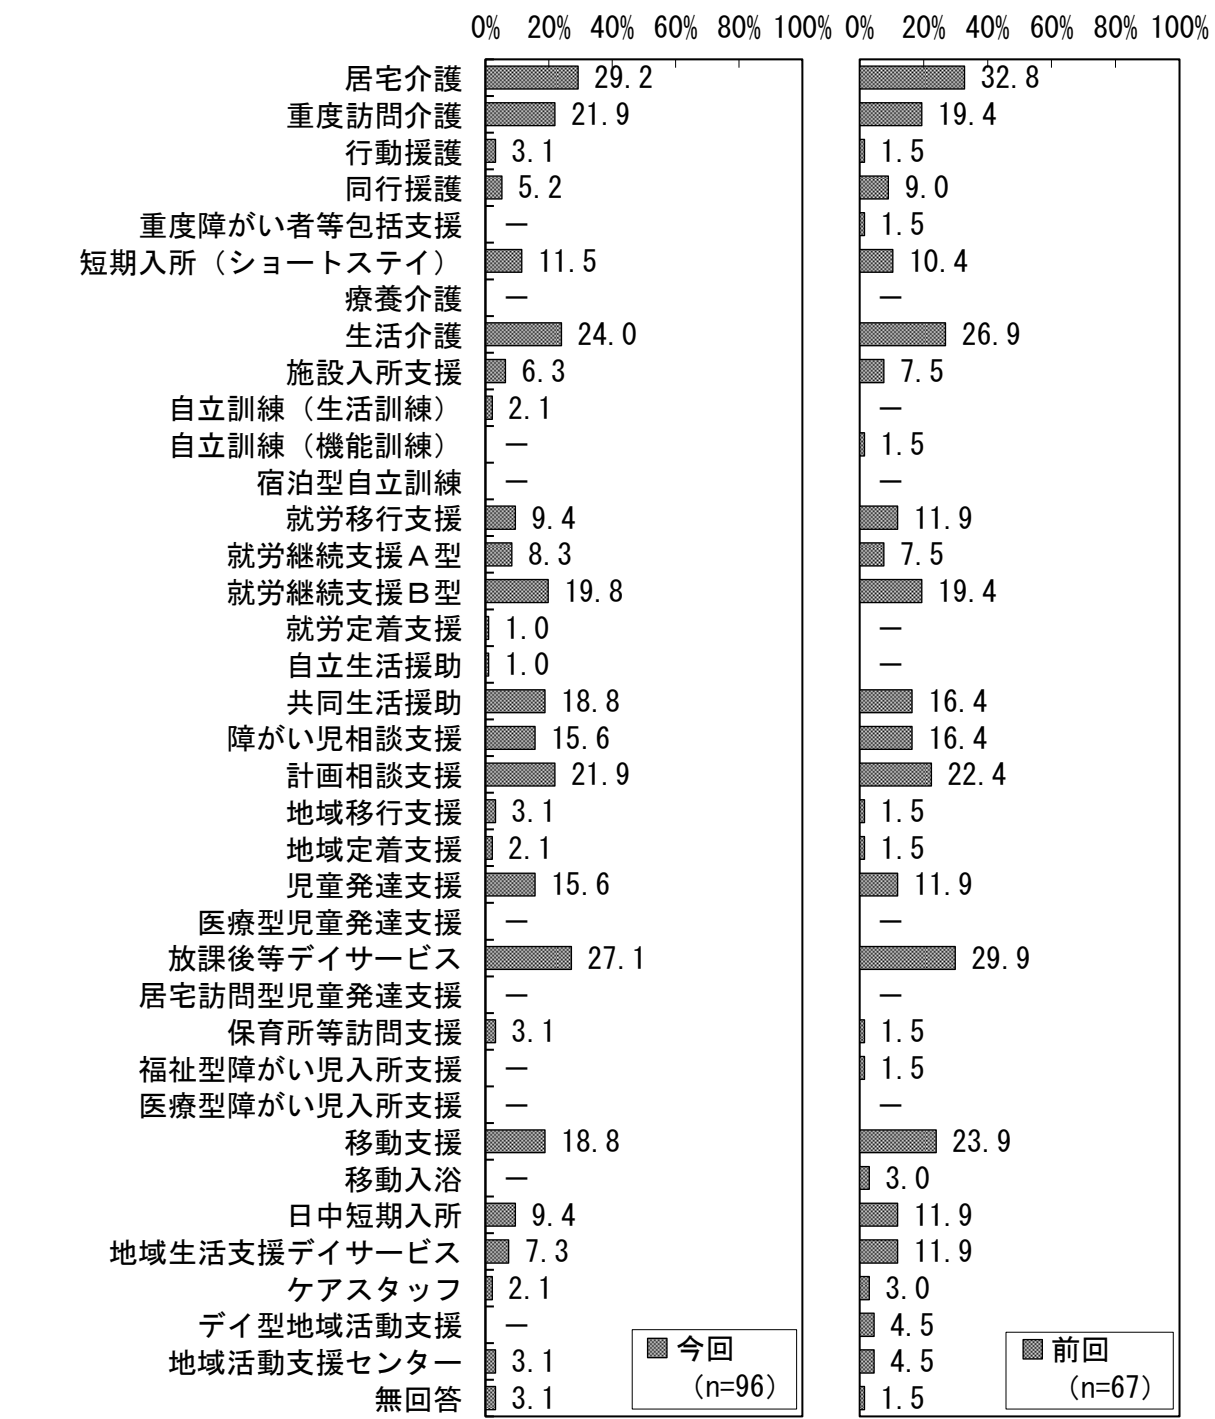 0% 20% 40% 60% 80% 100% 0% 20% 40% 60% 80% 100%
居宅介護 29.2 32.8
重度訪問介護 21.9 19.4
行動援護 3.1 1.5
同行援護 5.2 9.0
重度障がい者等包括支援 － 1.5
短期入所（ショートステイ） 11.5 10.4
療養介護 － －
生活介護 24.0 26.9
施設入所支援 6.3 7.5
自立訓練（生活訓練） 2.1 －
自立訓練（機能訓練） － 1.5
宿泊型自立訓練 － －
就労移行支援 9.4 11.9
就労継続支援Ａ型 8.3 7.5
就労継続支援Ｂ型 19.8 19.4
就労定着支援 1.0 －
自立生活援助 1.0 －
共同生活援助 18.8 16.4
障がい児相談支援 15.6 16.4
計画相談支援 21.9 22.4
地域移行支援 3.1 1.5
地域定着支援 2.1 1.5
児童発達支援 15.6 11.9
医療型児童発達支援 － －
放課後等デイサービス 27.1 29.9
居宅訪問型児童発達支援 － －
保育所等訪問支援 3.1 1.5
福祉型障がい児入所支援 － 1.5
医療型障がい児入所支援 － －
移動支援 18.8 23.9
移動入浴 － 3.0
日中短期入所 9.4 11.9
地域生活支援デイサービス 7.3 11.9
ケアスタッフ 2.1 3.0
デイ型地域活動支援 － 4.5
地域活動支援センター 3.1 4.5
無回答 3.1 1.5
今回
（n=96）
前回
（n=67）